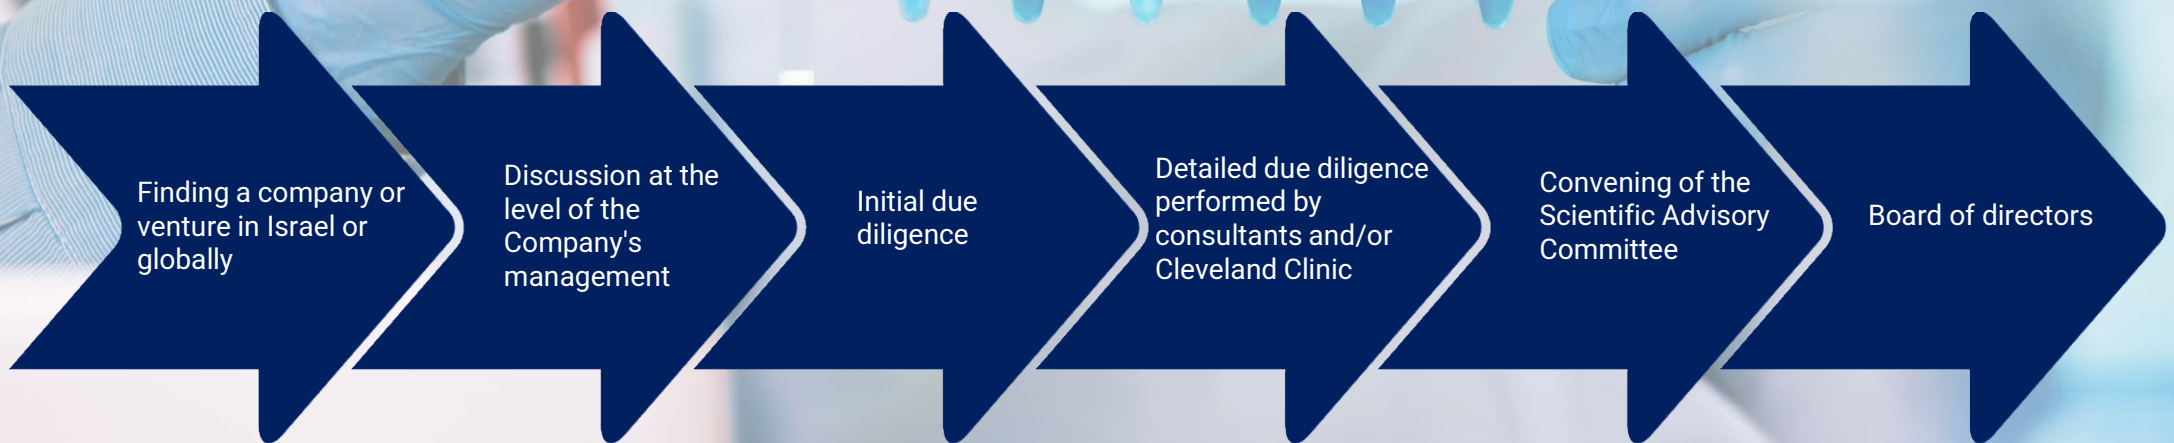 Finding a company or
venture in Israel or
globally
Discussion at the
level of the
Company's
management
Initial due
diligence
Detailed due diligence
performed by
consultants and/or
Cleveland Clinic
Convening of the
Scientific Advisory
Committee
Board of directors